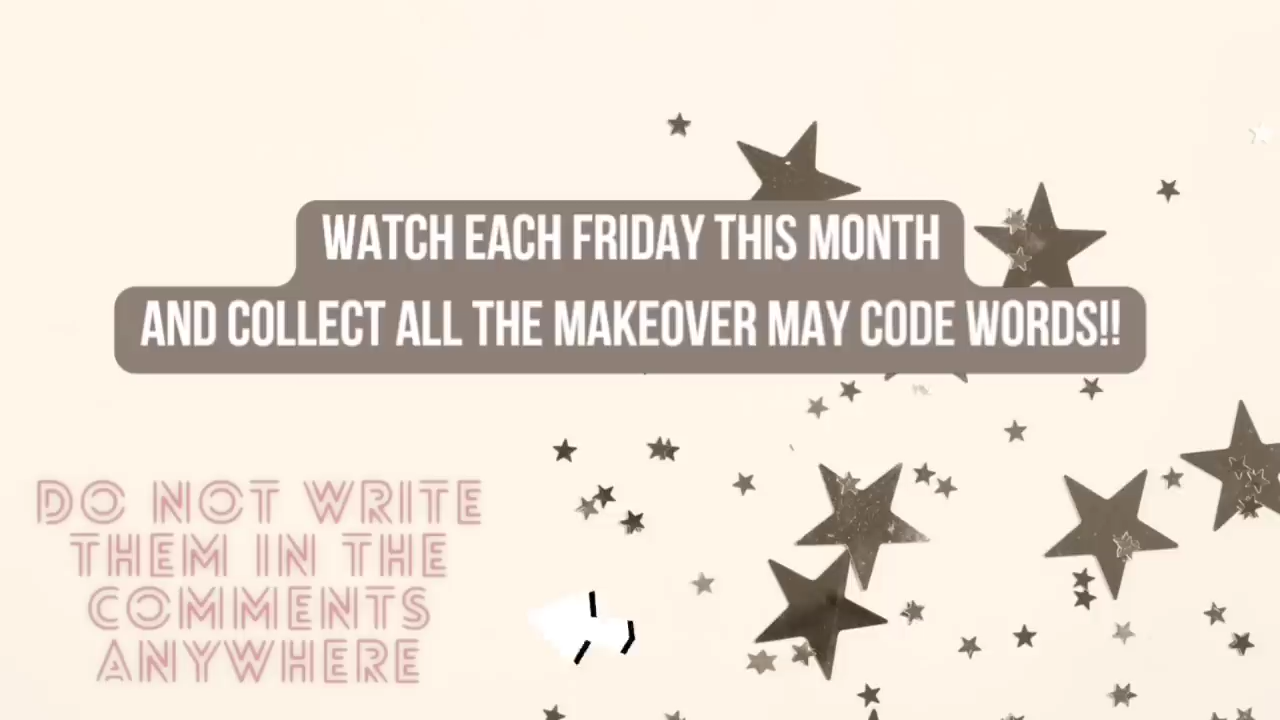 WATCH EACH FRIDAY THIS MONTH
AND COLLECT ALL THE MAKEOVER MAY CODE WORDS!!
DO NOT WRITE
THEM IN THE
COMMENTS
ANYWHERE